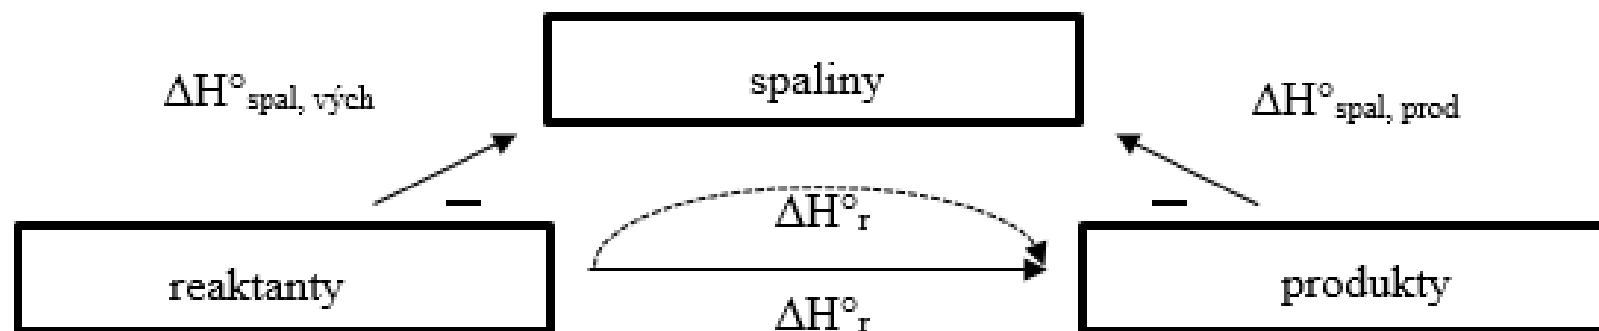 spaliny
ΔH°spal, vých
ΔH°spal, prod
ΔH°r
reaktanty
produkty
ΔH°r